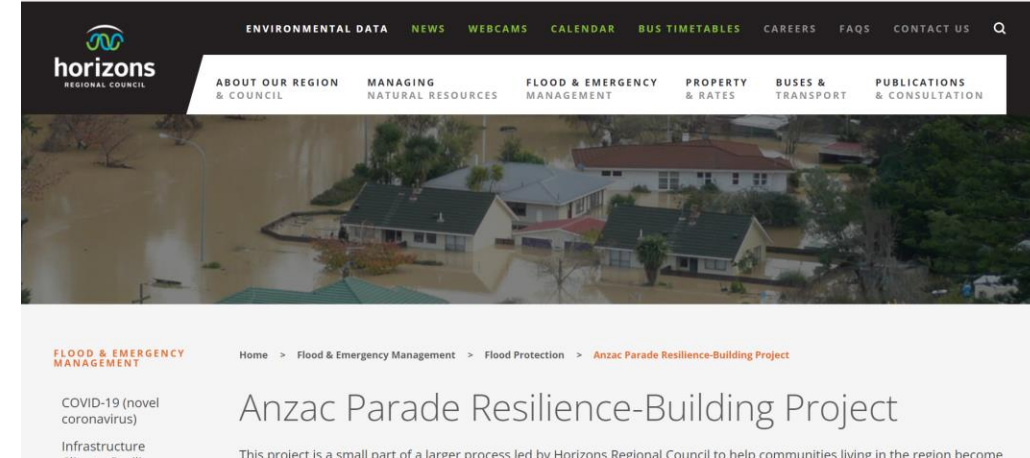 ENVIRONMENTAL DATA NEWS WEBCAMS CALENDAR BUS TIMETABLES CAREERS FAQS CONTACT US
horizons
REGIONAL COUNCIL
ABOUT OUR REGION MANAGING FLOOD & EMERGENCY PROPERTY BUSES & PUBLICATIONS
& COUNCIL NATURAL RESOURCES MANAGEMENT & RATES TRANSPORT & CONSULTATION
FLOOD & EMERGENCY
MANAGEMENT
Home > Flood & Emergency Management > Flood Protection > Anzac Parade Resilience-Building Project
COVID-19 (novel
coronavirus)
Infrastructure
Anzac Parade Resilience-Building Project
This project is a small part of a larger process led by Horizons Regional Council to help communities living in the region become